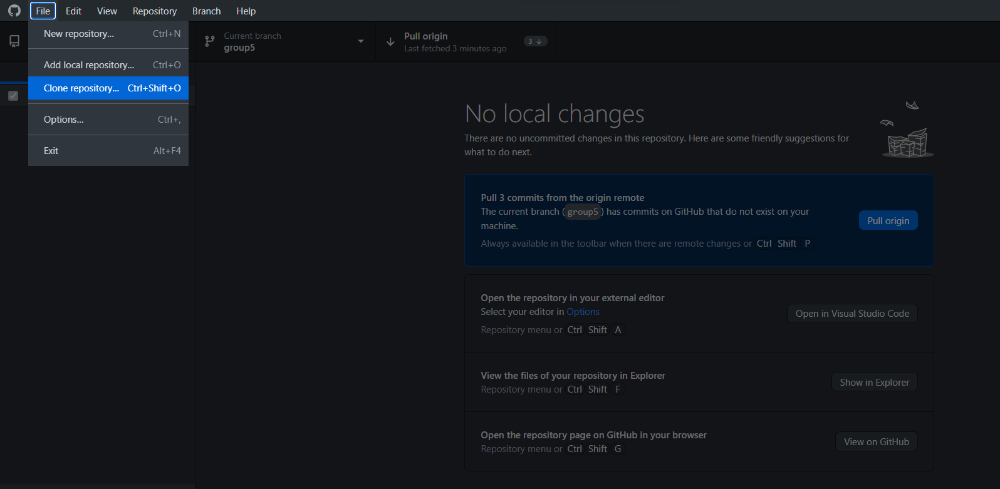 File Edit View Repository Branch Help
New repository... Ctrl+N
Add local repository... Ctrl+O
Clone repository... Ctrl+Shift+O
Options... Ctrl+,
Exit Alt+F4
Current branch
group5
Pull origin
Last fetched 3 minutes ago
3
No local changes
There are no uncommitted changes in this repository. Here are some friendly suggestions for
what to do next.
Pull 3 commits from the origin remote
The current branch (group5) has commits on GitHub that do not exist on your
machine.
Always available in the toolbar when there are remote changes or Ctrl Shift P
Pull origin
Open the repository in your external editor
Select your editor in Options
Repository menu or Ctrl Shift A
Open in Visual Studio Code
View the files of your repository in Explorer
Repository menu or Ctrl Shift F
Show in Explorer
Open the repository page on GitHub in your browser
Repository menu or Ctrl Shift G
View on GitHub